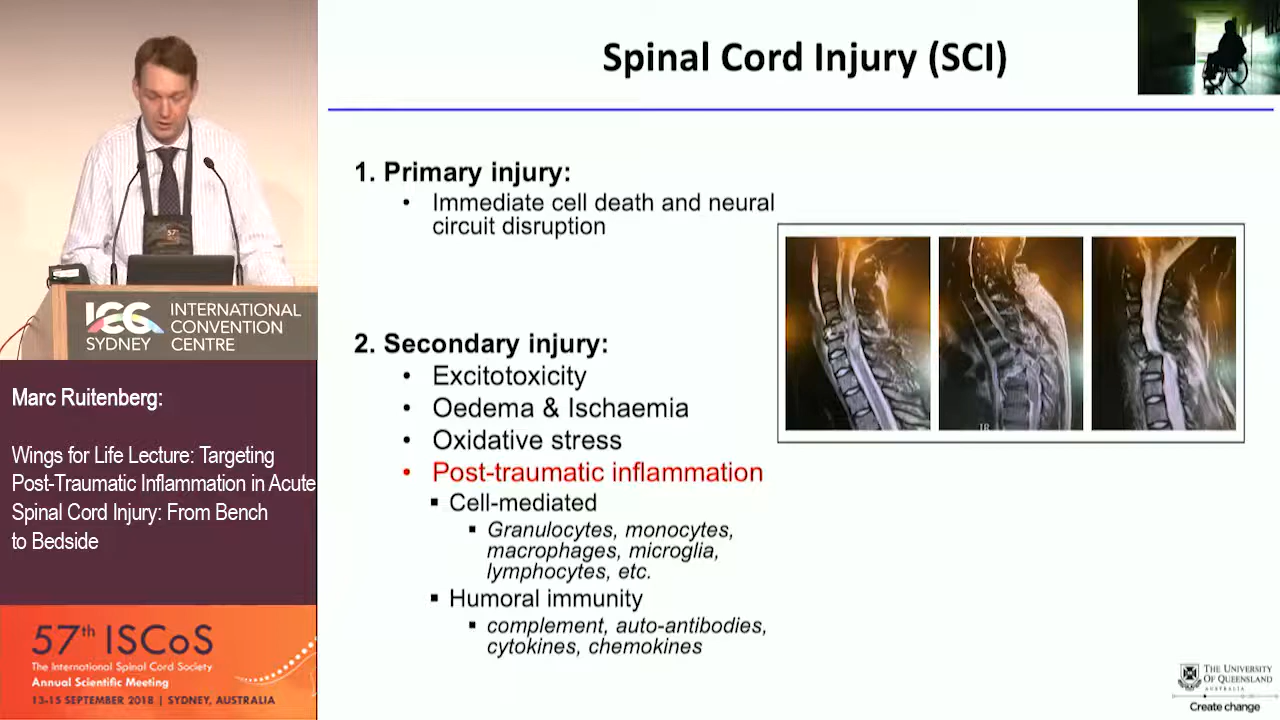 Spinal Cord Injury (SCI)
1. Primary injury:
• Immediate cell death and neural
circuit disruption
2. Secondary injury:
• Excitotoxicity
• Oedema & Ischaemia
• Oxidative stress
• Post-traumatic inflammation
▪ Cell-mediated
▪ Granulocytes, monocytes,
macrophages, microglia,
lymphocytes, etc.
▪ Humoral immunity
▪ complement, auto-antibodies,
cytokines, chemokines
THE UNIVERSITY
OF QUEENSLAND
AUSTRALIA
Create change
57th
ICC
SYDNEY
INTERNATIONAL
CONVENTION
CENTRE
Marc Ruitenberg:
Wings for Life Lecture: Targeting
Post-Traumatic Inflammation in Acute
Spinal Cord Injury: From Bench
to Bedside
57th ISCoS
The International Spinal Cord Society
Annual Scientific Meeting
13-15 SEPTEMBER 2018 | SYDNEY, AUSTRALIA